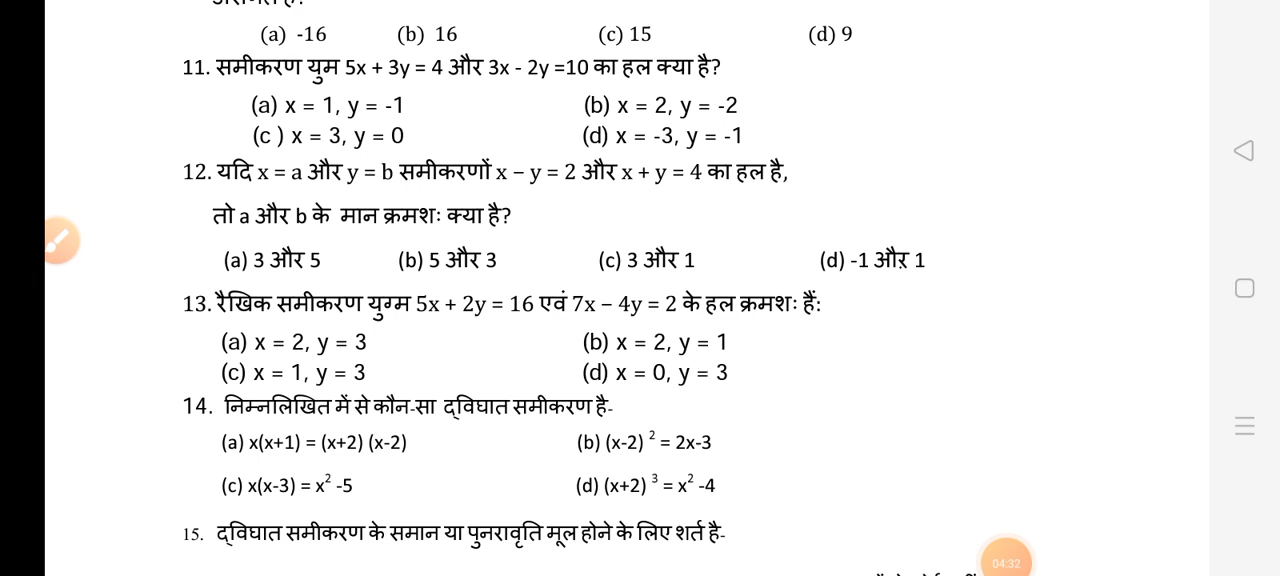 (a) -16 (b) 16 (c) 15 (d) 9
11. समीकरण युम 5x + 3y = 4 और 3x - 2y =10 का हल क्या है?
(a) x = 1, y = -1 (b) x = 2, y = -2
(c ) x = 3, y = 0 (d) x = -3, y = -1
12. यदि x = a और y = b समीकरणों x – y = 2 और x + y = 4 का हल है,
तो a और b के मान क्रमशः क्या है?
(a) 3 और 5 (b) 5 और 3 (c) 3 और 1 (d) -1 और 1
13. रैखिक समीकरण युग्म 5x + 2y = 16 एवं 7x – 4y = 2 के हल क्रमशः हैं:
(a) x = 2, y = 3 (b) x = 2, y = 1
(c) x = 1, y = 3 (d) x = 0, y = 3
14. निम्नलिखित में से कौन-सा द्विघात समीकरण है-
(a) x(x+1) = (x+2) (x-2) (b) (x-2) ² = 2x-3
(c) x(x-3) = x² -5 (d) (x+2) ³ = x² -4
15. द्विघात समीकरण के समान या पुनरावृति मूल होने के लिए शर्त है-
04:32